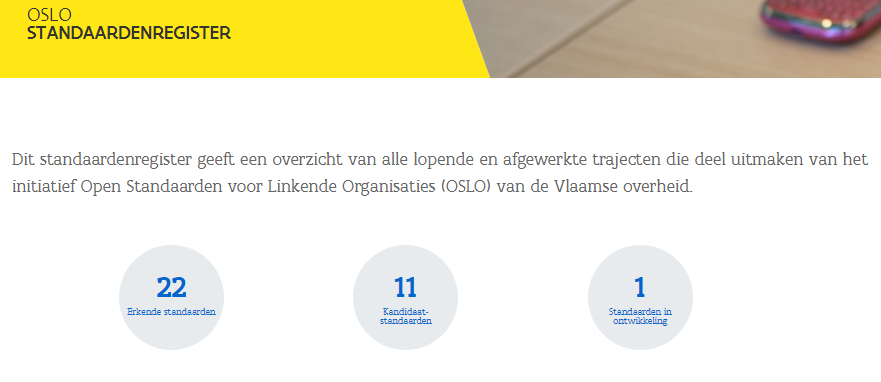 OSLO
STANDAARDENREGISTER
Dit standaardenregister geeft een overzicht van alle lopende en afgewerkte trajecten die deel uitmaken van het
initiatief Open Standaarden voor Linkende Organisaties (OSLO) van de Vlaamse overheid.
22
Erkende standaarden
11
Kandidaat-
standaarden
1
Standaarden in
ontwikkeling